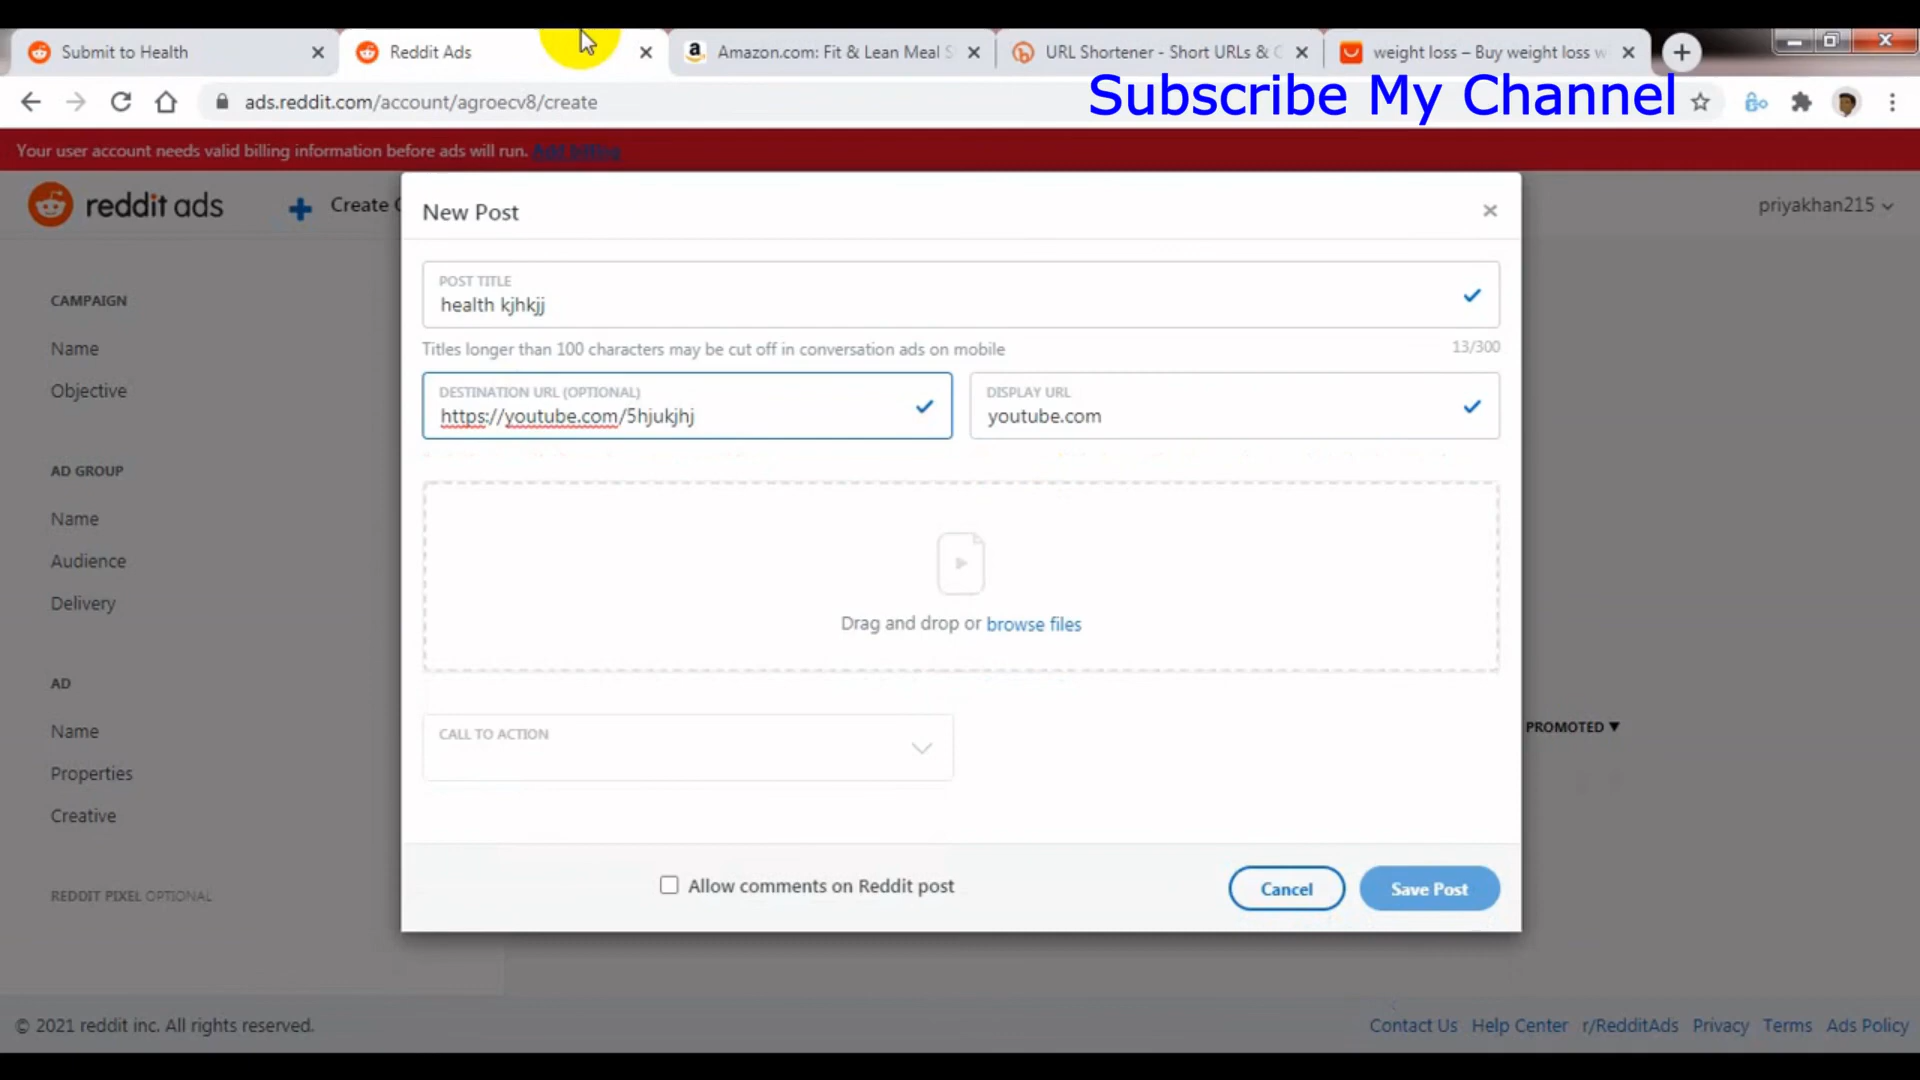 Submit to Health
Reddit Ads
Amazon.com: Fit & Lean Meal S
URL Shortener - Short URLs & C
weight loss – Buy weight loss w
ads.reddit.com/account/agroecv8/create
Subscribe My Channel
Your user account needs valid billing information before ads will run. Add billing
reddit ads
Create
priyakhan215
New Post
CAMPAIGN
Name
Objective
AD GROUP
Name
Audience
Delivery
AD
Name
Properties
Creative
REDDIT PIXEL OPTIONAL
POST TITLE
health kjhkjj
Titles longer than 100 characters may be cut off in conversation ads on mobile
13/300
DESTINATION URL (OPTIONAL)
https://youtube.com/5hjukjhj
DISPLAY URL
youtube.com
Drag and drop or browse files
CALL TO ACTION
PROMOTED
Allow comments on Reddit post
Cancel
Save Post
© 2021 reddit inc. All rights reserved.
Contact Us Help Center r/RedditAds Privacy Terms Ads Policy